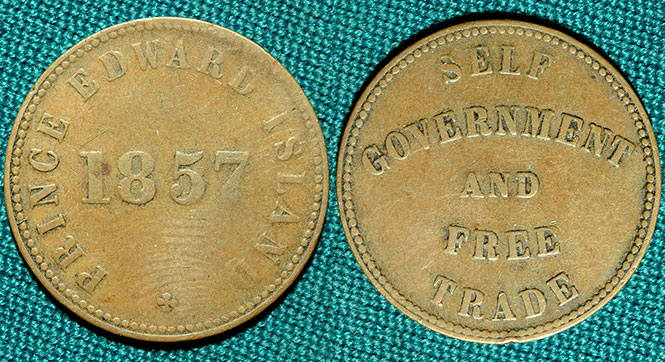 PRINCE EDWARD ISLAND
1857
SELF
GOVERNMENT
AND
FREE
TRADE